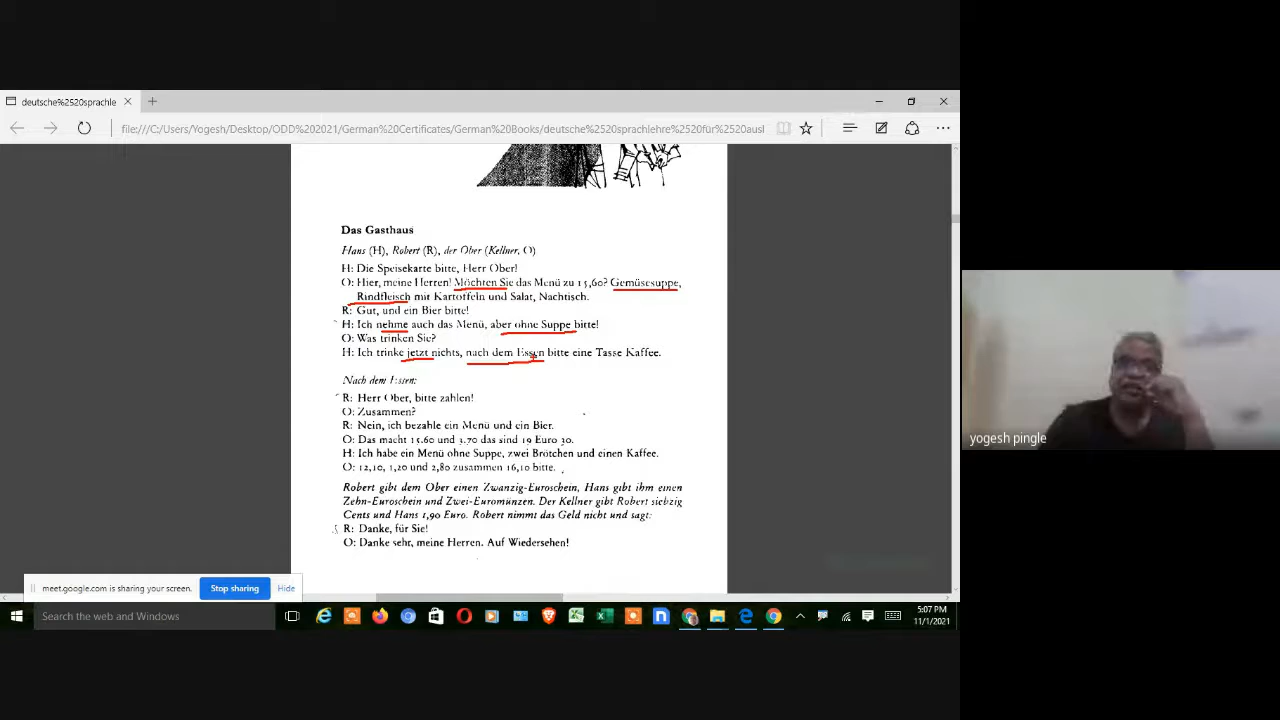 deutsche%2520sprachle
file:///C:/Users/Yogesh/Desktop/ODD%202021/German%20Certificates/German%20Books/deutsche%2520sprachlehre%2520für%2520ausl
Das Gasthaus
Hans (H), Robert (R), der Ober (Kellner, O)
H: Die Speisekarte bitte, Herr Ober!
O: Hier, meine Herren! Möchten Sie das Menü zu 15,60? Gemüsesuppe,
Rindfleisch mit Kartoffeln und Salat, Nachtisch.
R: Gut, und ein Bier bitte!
H: Ich nehme auch das Menü, aber ohne Suppe bitte!
O: Was trinken Sie?
H: Ich trinke jetzt nichts, nach dem Essen bitte eine Tasse Kaffee.
Nach dem Essen:
R: Herr Ober, bitte zahlen!
O: Zusammen?
R: Nein, ich bezahle ein Menü und ein Bier.
O: Das macht 15.60 und 3.70 das sind 19 Euro 30.
H: Ich habe ein Menü ohne Suppe, zwei Brötchen und einen Kaffee.
O: 12,10, 1,20 und 2,80 zusammen 16,10 bitte.
Robert gibt dem Ober einen Zwanzig-Euroschein, Hans gibt ihm einen
Zehn-Euroschein und Zwei-Euromünzen. Der Kellner gibt Robert siebzig
Cents und Hans 1,90 Euro. Robert nimmt das Geld nicht und sagt:
R: Danke, für Sie!
O: Danke sehr, meine Herren. Auf Wiedersehen!
yogesh pingle
meet.google.com is sharing your screen. Stop sharing Hide
Search the web and Windows
5:07 PM
11/1/2021